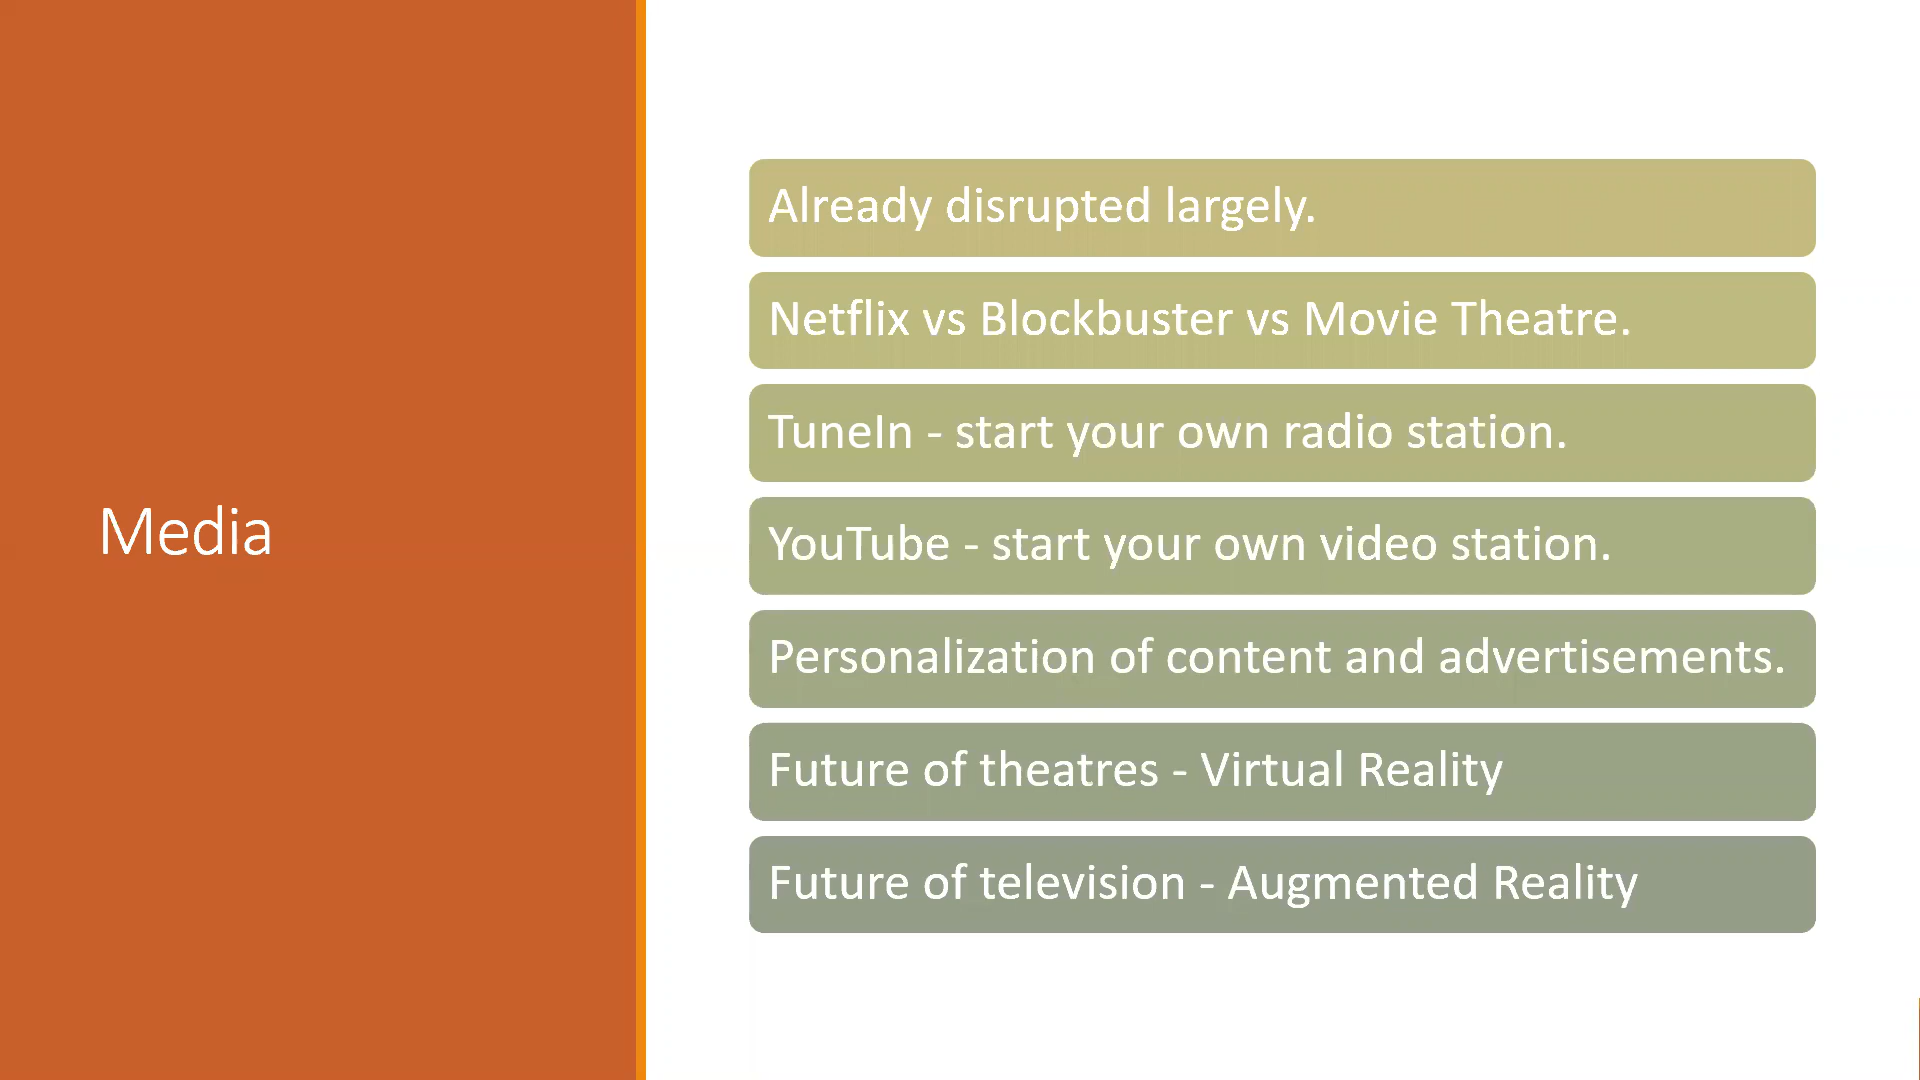 Media
Already disrupted largely.
Netflix vs Blockbuster vs Movie Theatre.
TuneIn - start your own radio station.
YouTube - start your own video station.
Personalization of content and advertisements.
Future of theatres - Virtual Reality
Future of television - Augmented Reality